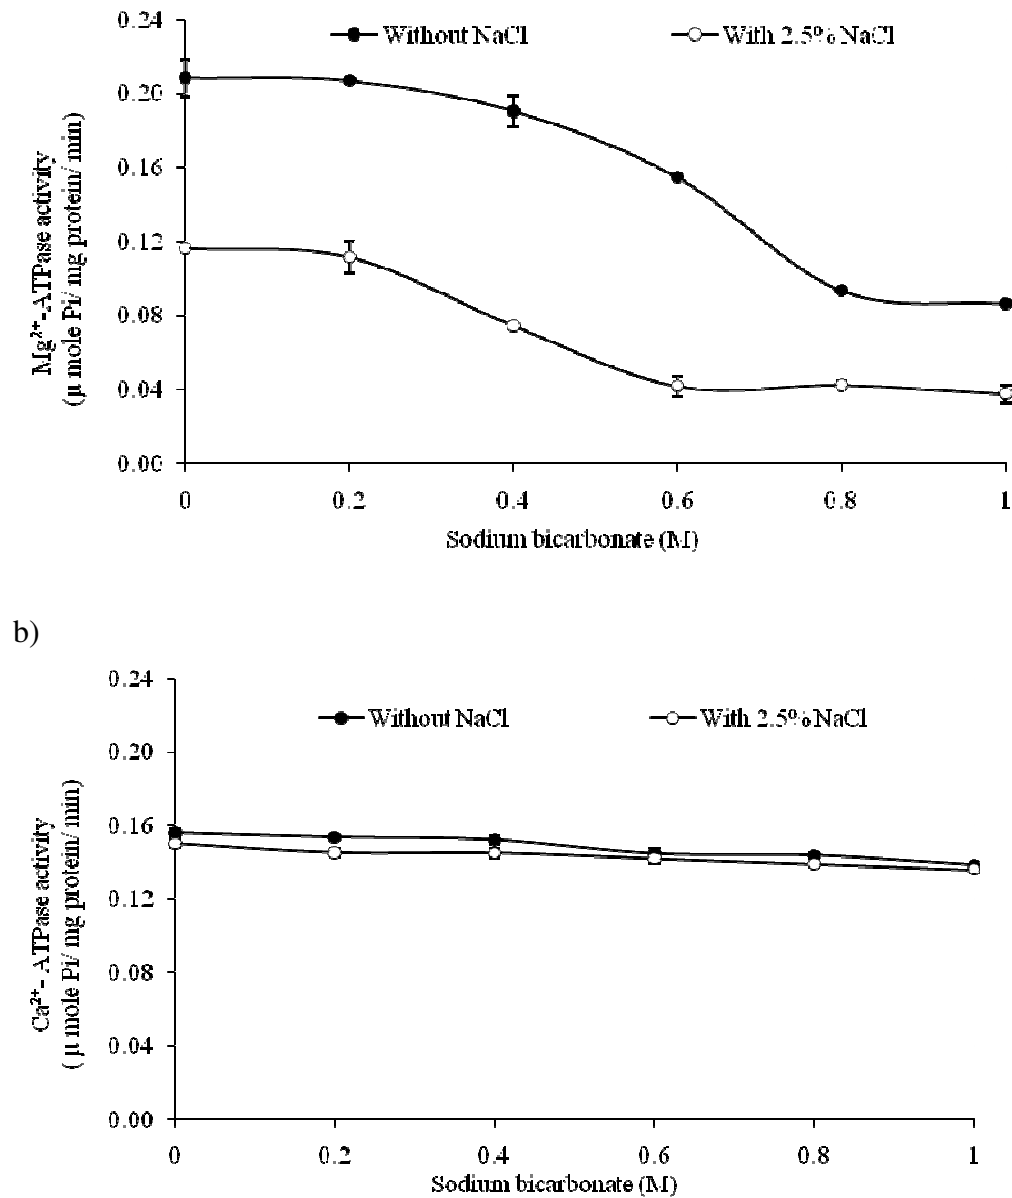 0.24
Without NaCl
With 2.5% NaCl
0.20
0.16
0.12
0.08
0.04
0.00
Mg²⁺-ATPase activity
(µ mole Pi/ mg protein/ min)
0 0.2 0.4 0.6 0.8 1
Sodium bicarbonate (M)
b)
0.24
Without NaCl
With 2.5% NaCl
0.20
0.16
0.12
0.08
0.04
0.00
Ca²⁺- ATPase activity
( µ mole Pi/ mg protein/ min)
0 0.2 0.4 0.6 0.8 1
Sodium bicarbonate (M)